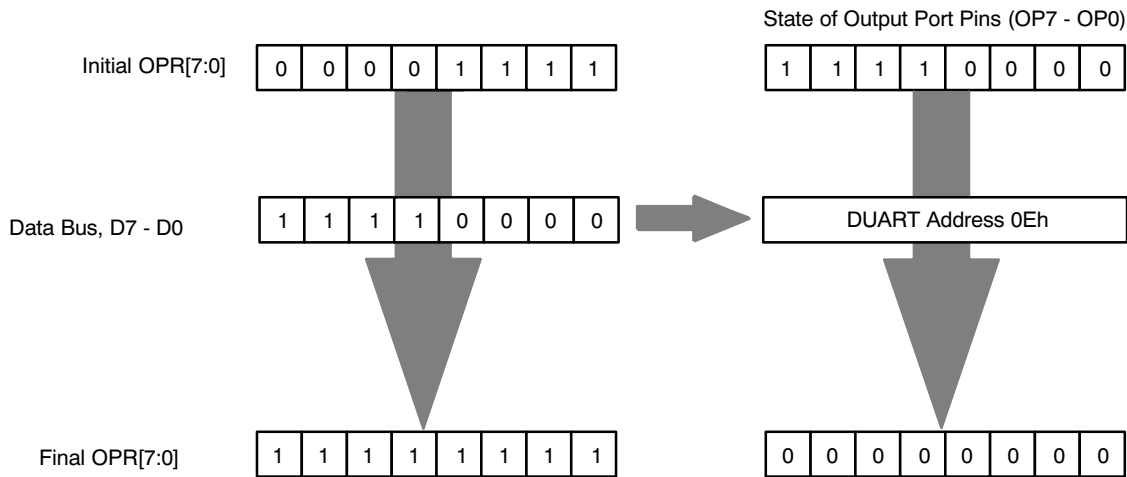 State of Output Port Pins (OP7 - OP0)
Initial OPR[7:0] 0 0 0 0 1 1 1 1 1 1 1 1 0 0 0 0
Data Bus, D7 - D0 1 1 1 1 0 0 0 0 DUART Address 0Eh
Final OPR[7:0] 1 1 1 1 1 1 1 1 0 0 0 0 0 0 0 0